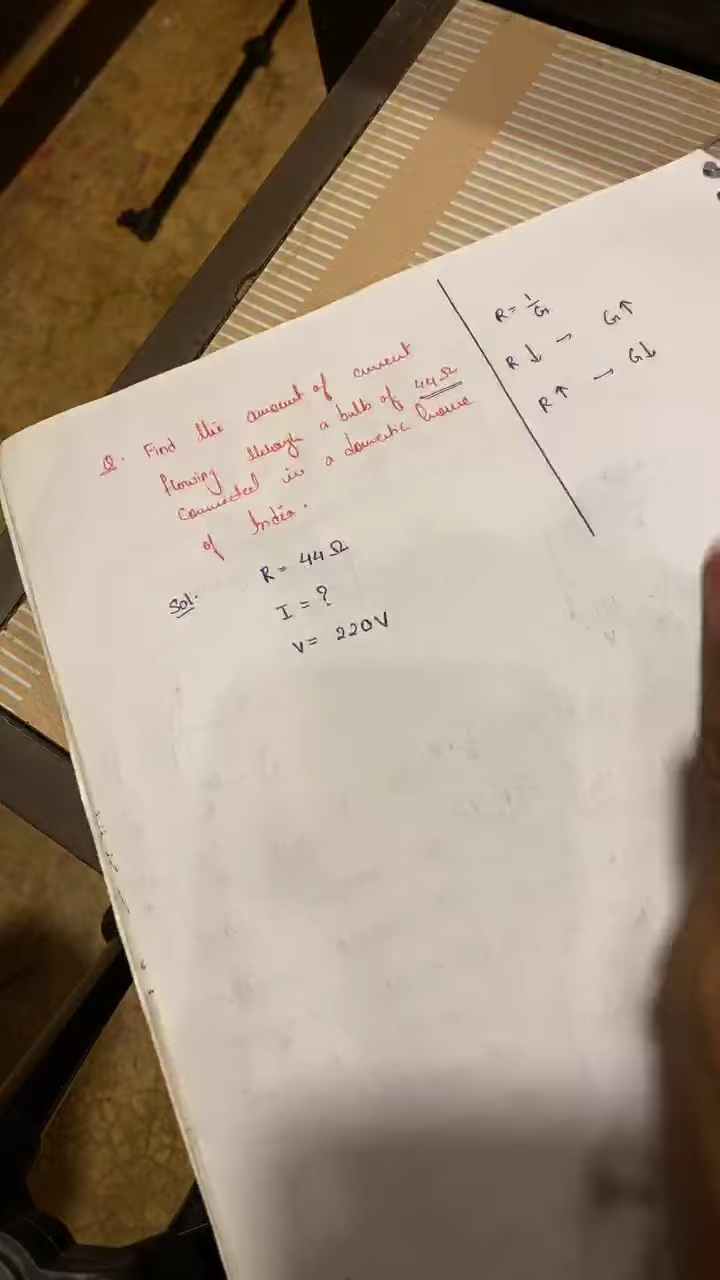 Q. Find the amount of current
flowing through a bulb of 44Ω
connected in a domestic house
of India.
Sol:
R = 44Ω
I = ?
V = 220V
R = 1/G
R↓ → G↑
R↑ → G↓